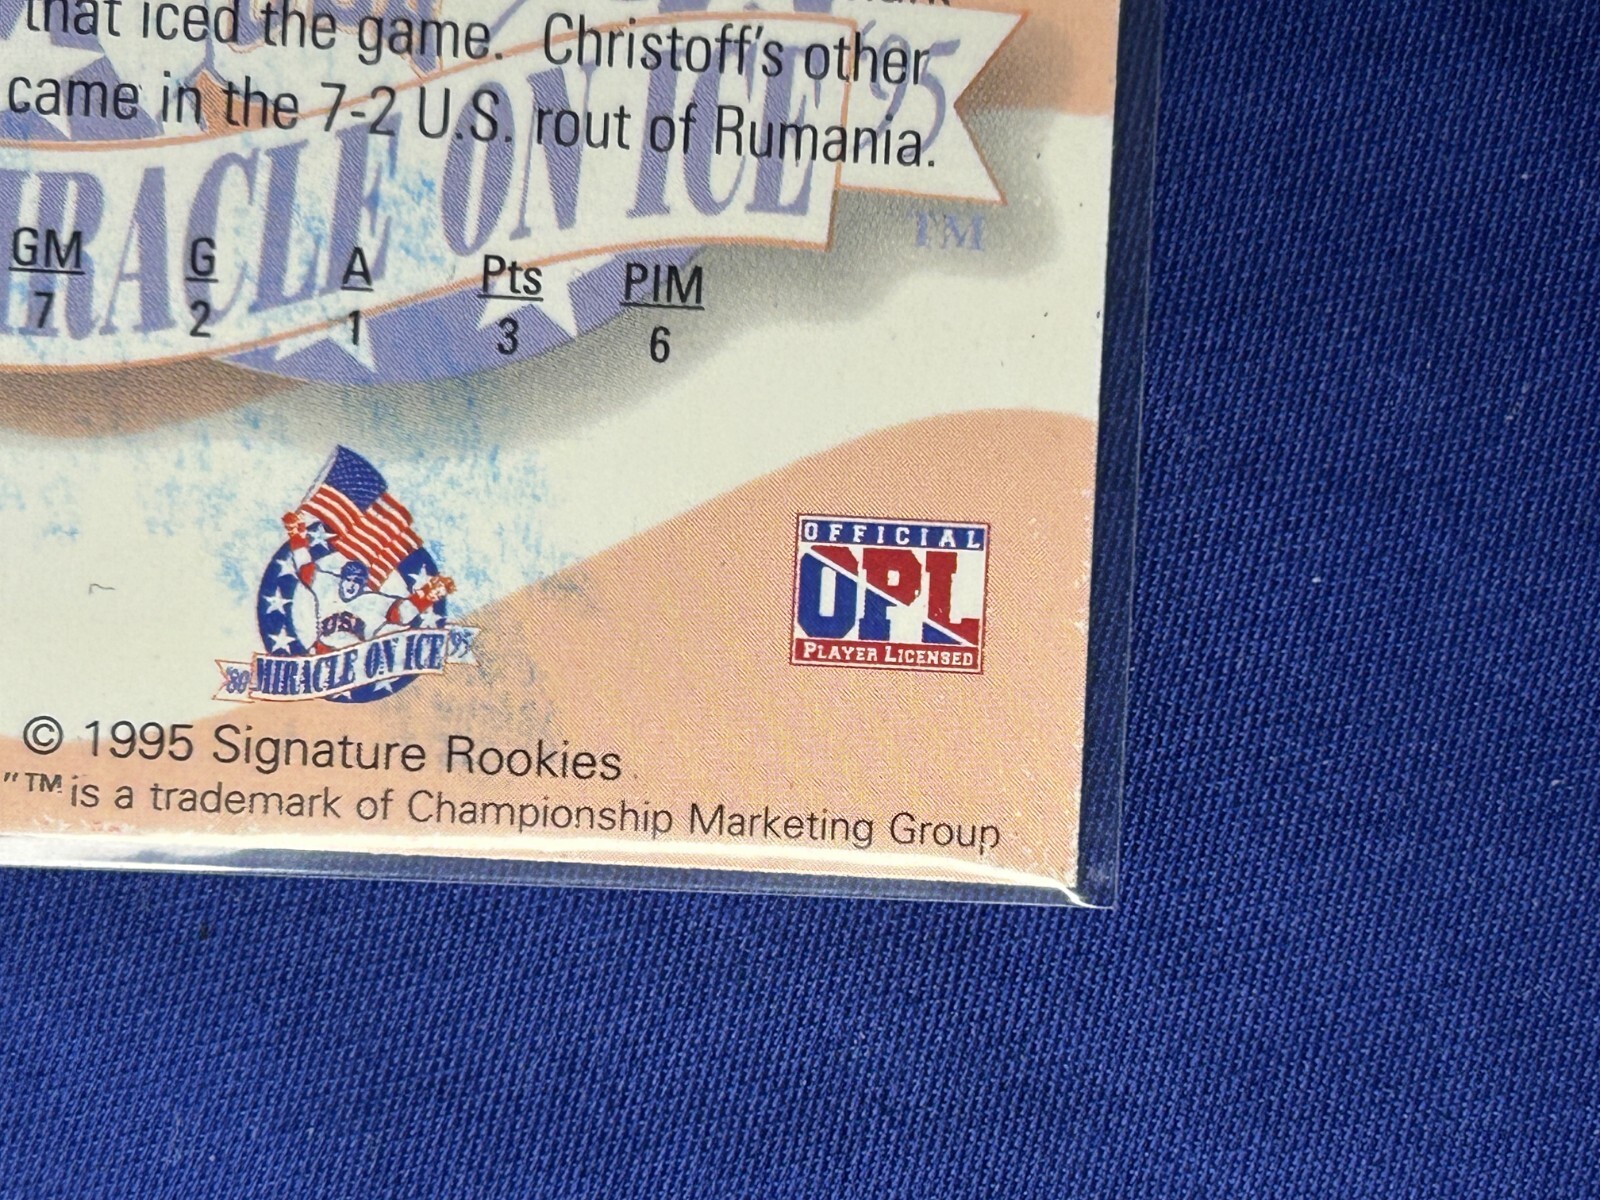 that iced the game. Christoff's other
came in the 7-2 U.S. rout of Rumania.
'95
RACLE ON ICE
TM
GM G A Pts PIM
7 2 1 3 6
USA
'80 MIRACLE ON ICE '95
OFFICIAL
OPL
PLAYER LICENSED
© 1995 Signature Rookies
"™ is a trademark of Championship Marketing Group